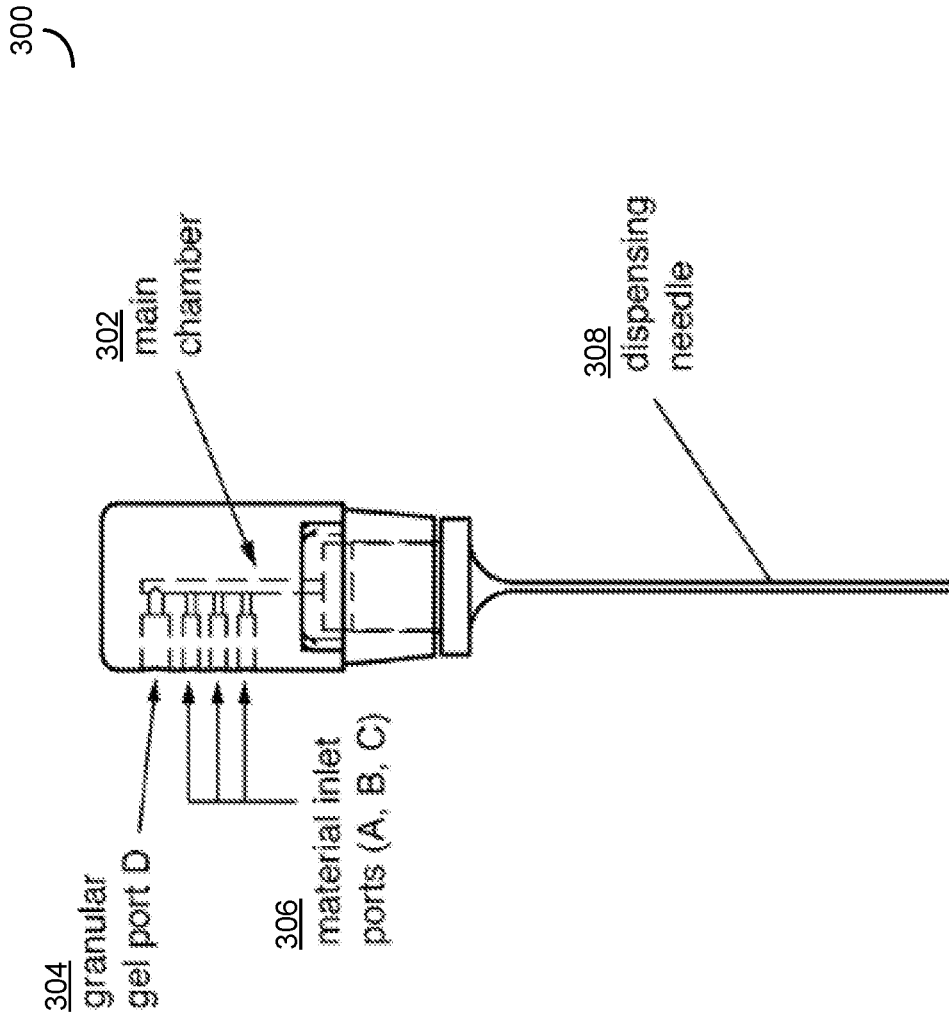 300
302
main
chamber
304
granular
gel port D
306
material inlet
ports (A, B, C)
308
dispensing
needle